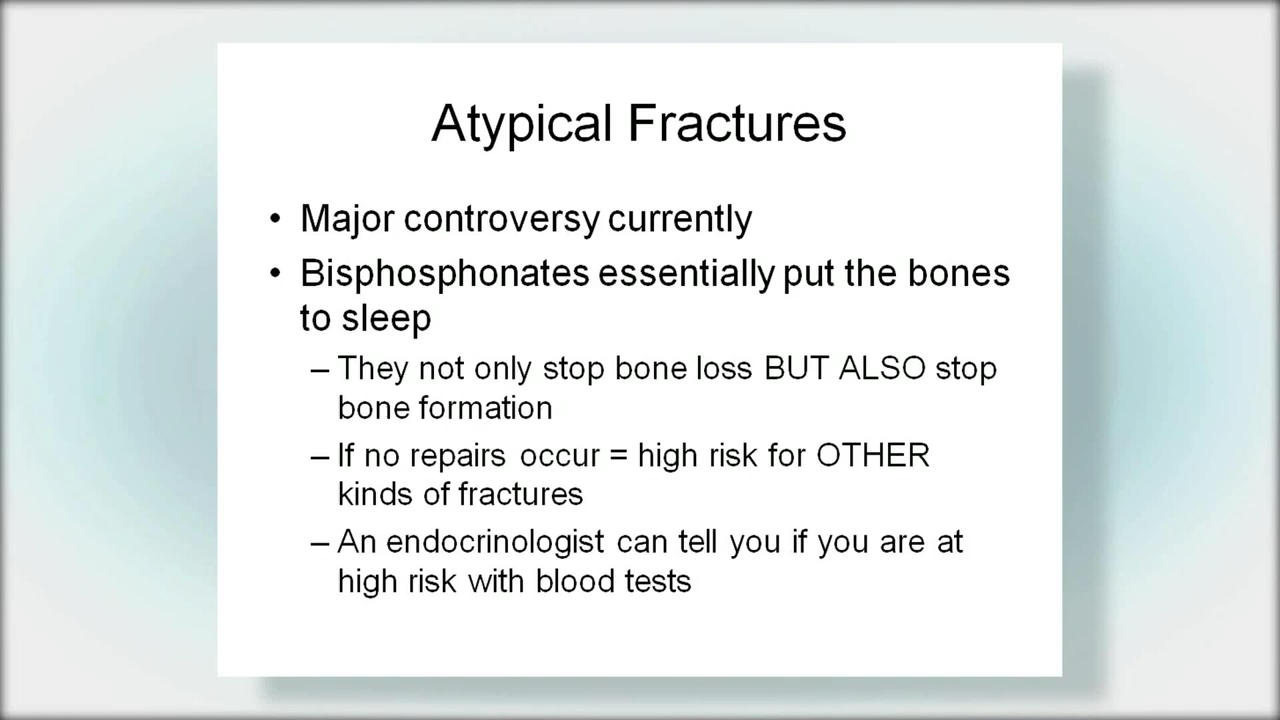 Atypical Fractures
• Major controversy currently
• Bisphosphonates essentially put the bones
to sleep
– They not only stop bone loss BUT ALSO stop
bone formation
– If no repairs occur = high risk for OTHER
kinds of fractures
– An endocrinologist can tell you if you are at
high risk with blood tests